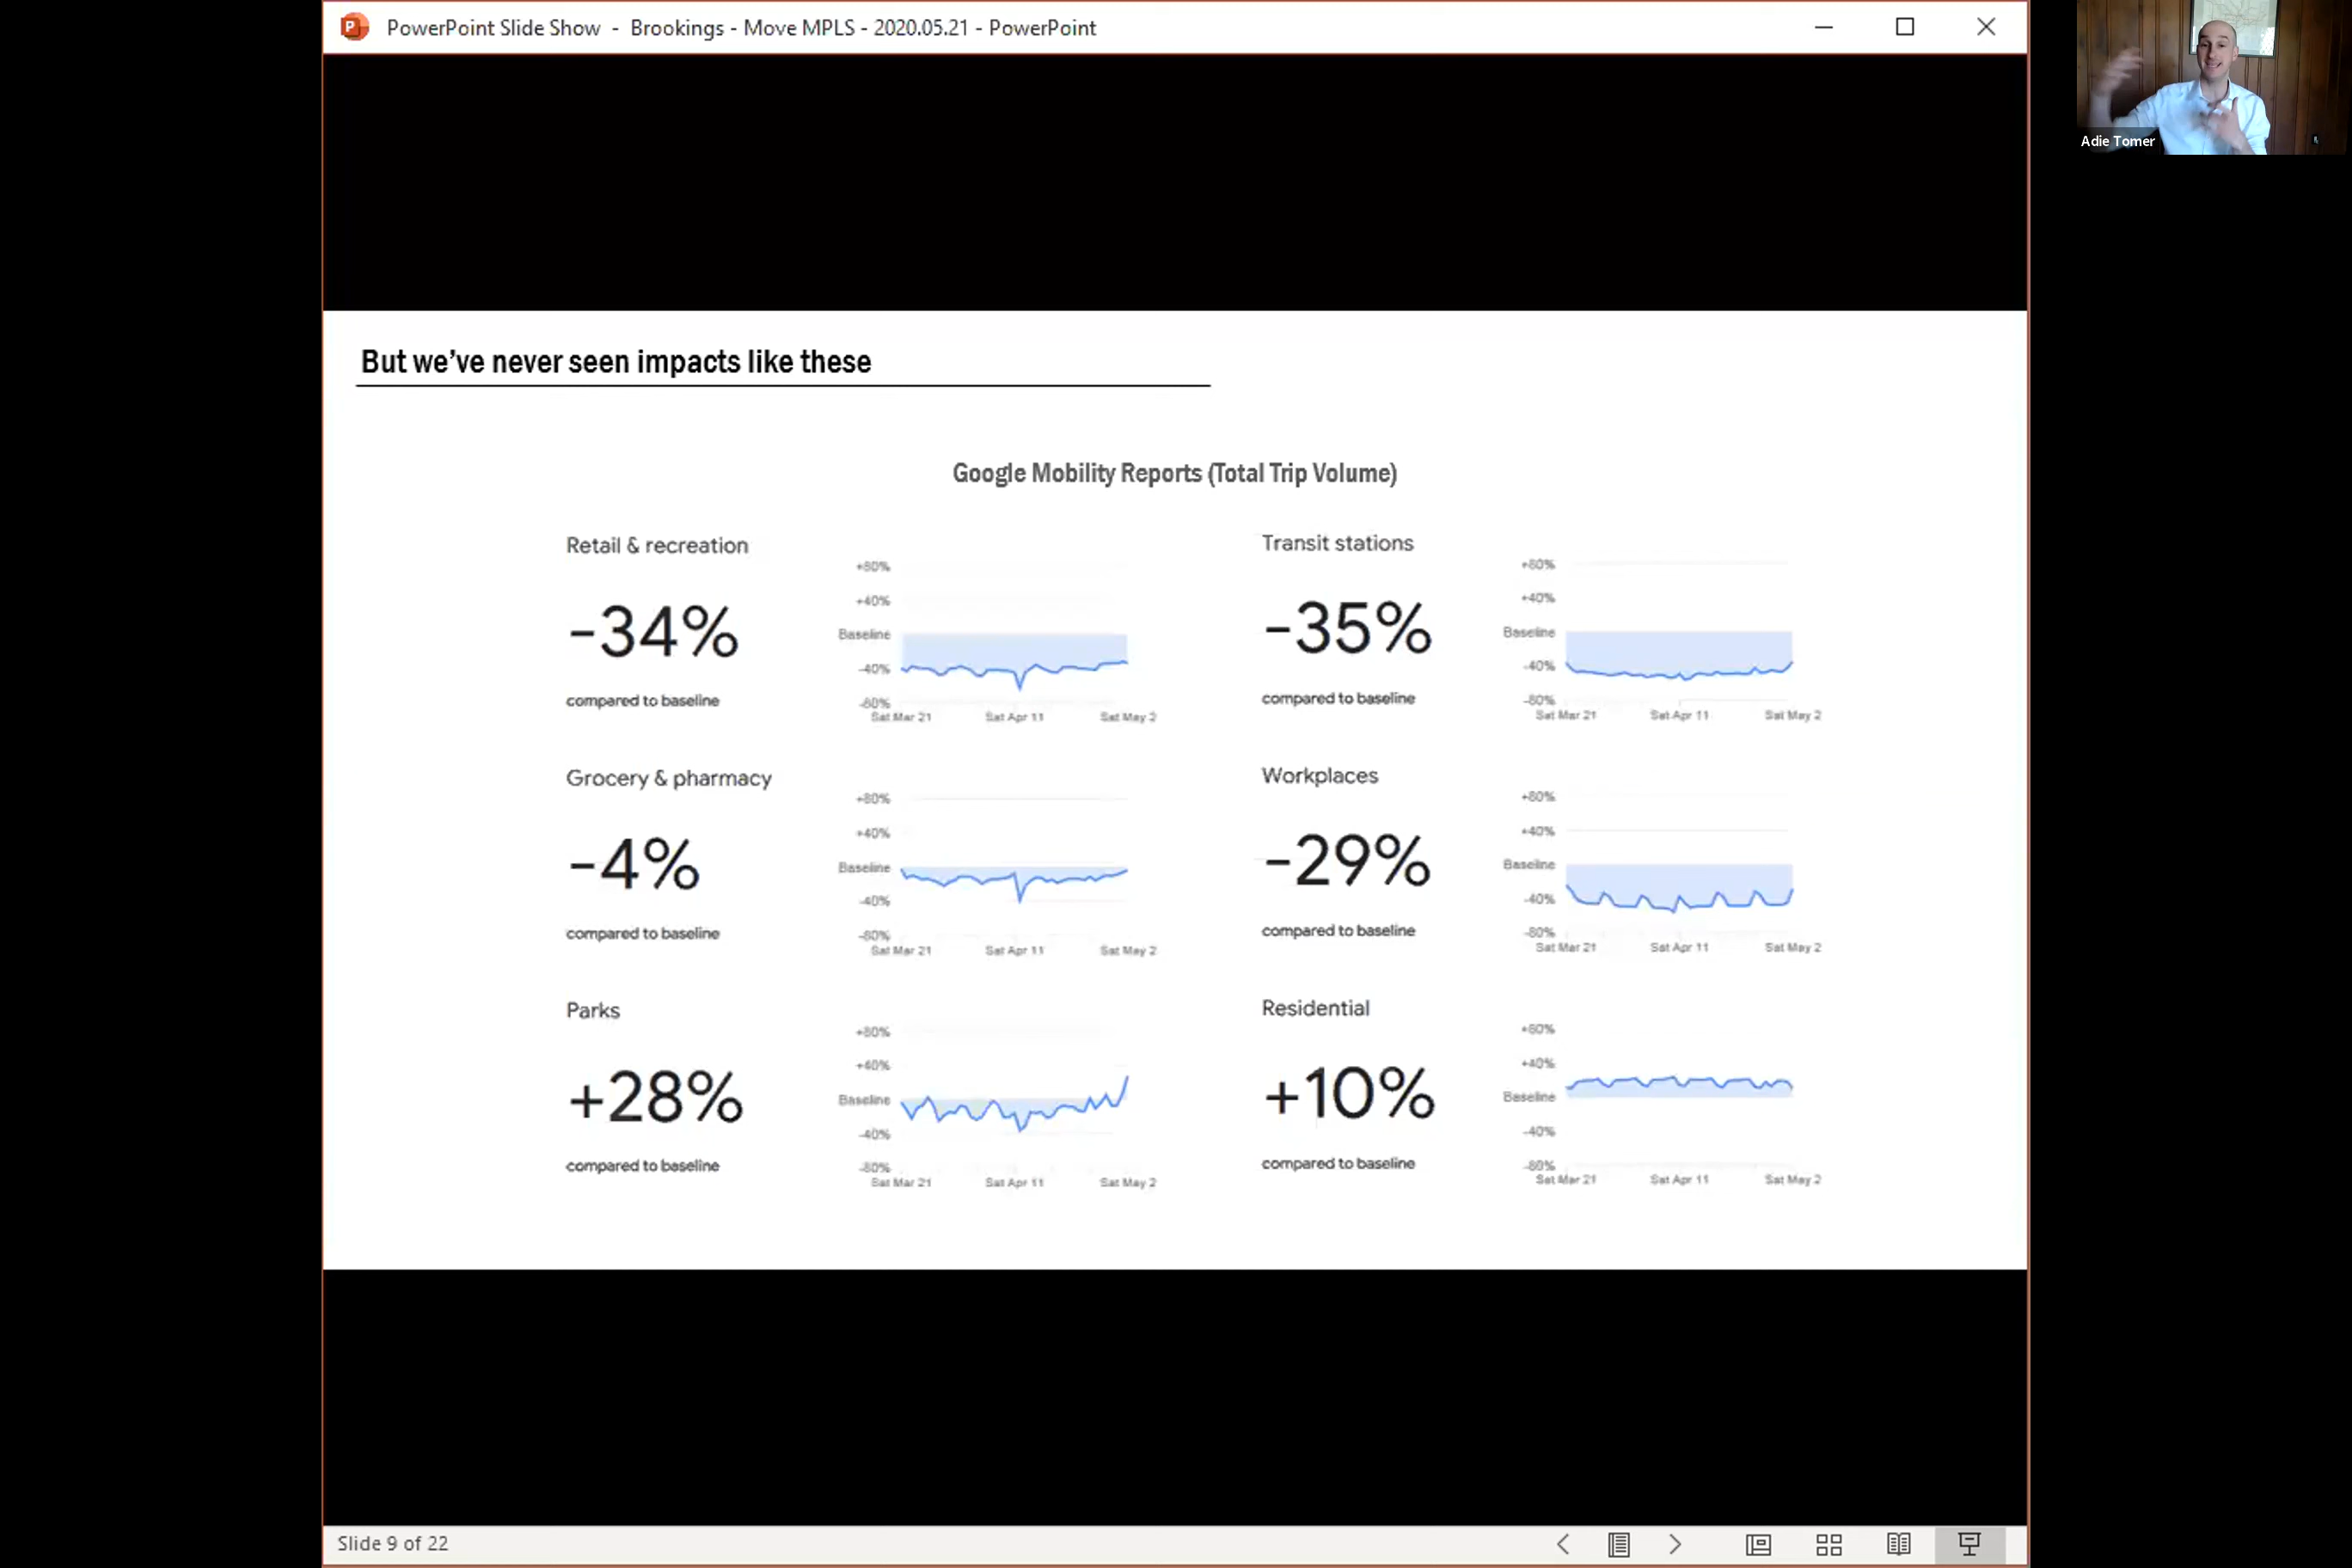 PowerPoint Slide Show - Brookings - Move MPLS - 2020.05.21 - PowerPoint
Adie Tomer
But we've never seen impacts like these
Google Mobility Reports (Total Trip Volume)
Retail & recreation
-34%
compared to baseline
+80%
+40%
Baseline
-40%
-80%
Sat Mar 21 Sat Apr 11 Sat May 2
Transit stations
-35%
compared to baseline
+80%
+40%
Baseline
-40%
-80%
Sat Mar 21 Sat Apr 11 Sat May 2
Grocery & pharmacy
-4%
compared to baseline
+80%
+40%
Baseline
-40%
-80%
Sat Mar 21 Sat Apr 11 Sat May 2
Workplaces
-29%
compared to baseline
+80%
+40%
Baseline
-40%
-80%
Sat Mar 21 Sat Apr 11 Sat May 2
Parks
+28%
compared to baseline
+80%
+40%
Baseline
-40%
-80%
Sat Mar 21 Sat Apr 11 Sat May 2
Residential
+10%
compared to baseline
+80%
+40%
Baseline
-40%
-80%
Sat Mar 21 Sat Apr 11 Sat May 2
Slide 9 of 22